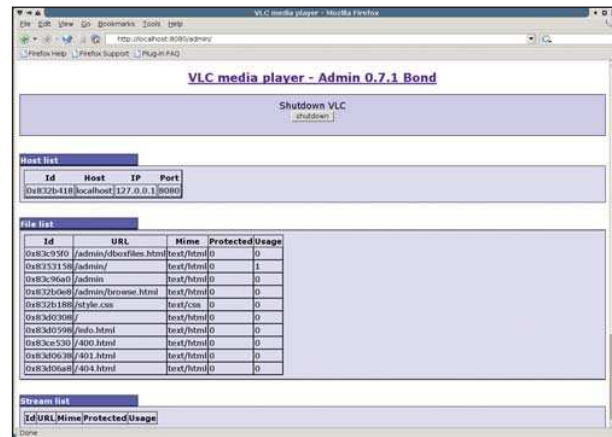 VLC media player - Mozilla Firefox
File Edit View Go Bookmarks Tools Help
http://localhost:8080/admin/
Firefox Help Firefox Support Plug-in FAQ
VLC media player - Admin 0.7.1 Bond
Shutdown VLC
shutdown
Host list
Id Host IP Port
0x832b418 localhost 127.0.0.1 8080
File list
Id URL Mime Protected Usage
0x83c95f0 /admin/dboxfiles.html text/html 0 0
0x8353158 /admin/ text/html 0 1
0x83c96a0 /admin text/html 0 0
0x832b0e8 /admin/browse.html text/html 0 0
0x832b188 /style.css text/css 0 0
0x83d0308 / text/html 0 0
0x83d0598 /info.html text/html 0 0
0x83ce530 /400.html text/html 0 0
0x83d0638 /401.html text/html 0 0
0x83d06a8 /404.html text/html 0 0
Stream list
Id URL Mime Protected Usage
Done